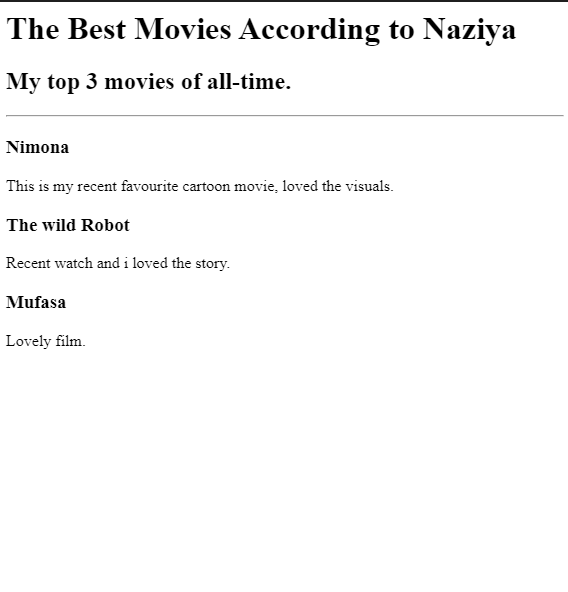 The Best Movies According to Naziya
My top 3 movies of all-time.
Nimona
This is my recent favourite cartoon movie, loved the visuals.
The wild Robot
Recent watch and i loved the story.
Mufasa
Lovely film.